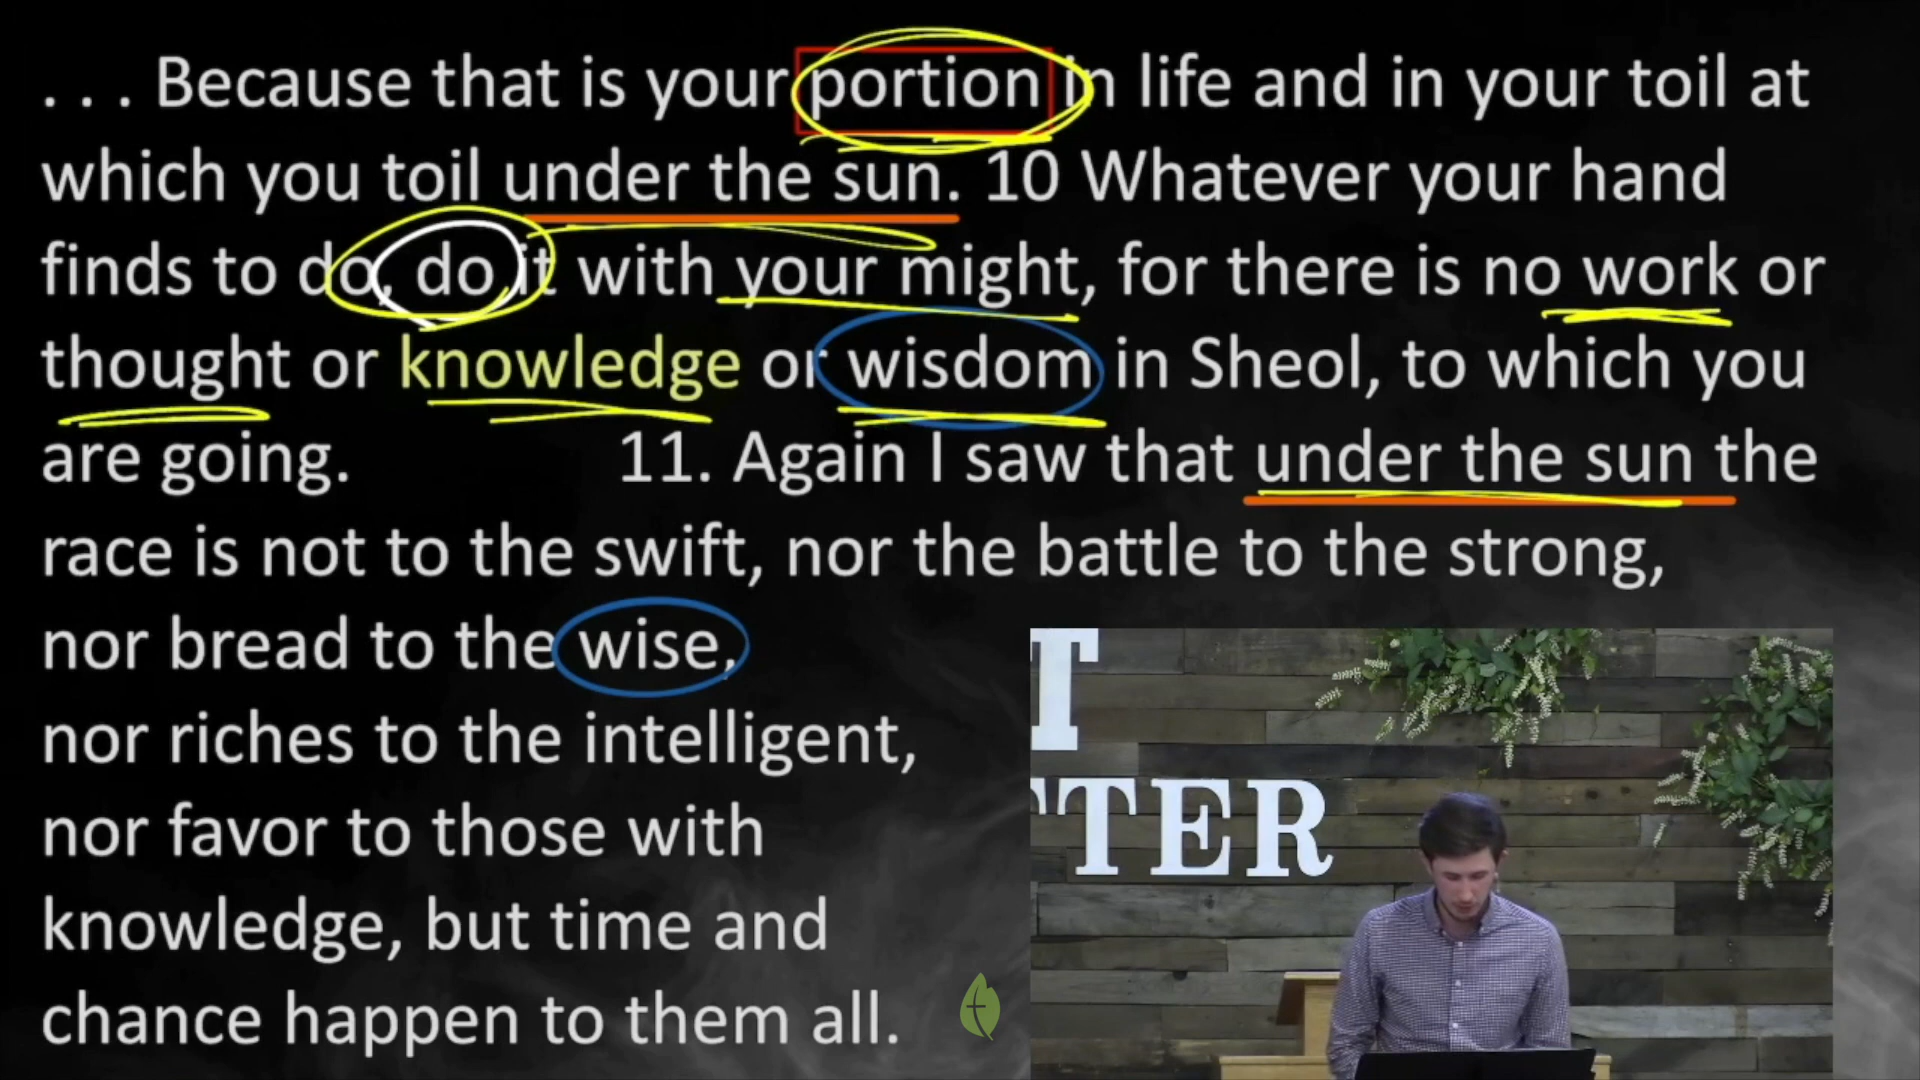 . . . Because that is your portion in life and in your toil at
which you toil under the sun. 10 Whatever your hand
finds to do, do it with your might, for there is no work or
thought or knowledge or wisdom in Sheol, to which you
are going. 11. Again I saw that under the sun the
race is not to the swift, nor the battle to the strong,
nor bread to the wise,
nor riches to the intelligent,
nor favor to those with
knowledge, but time and
chance happen to them all.
T
TTER